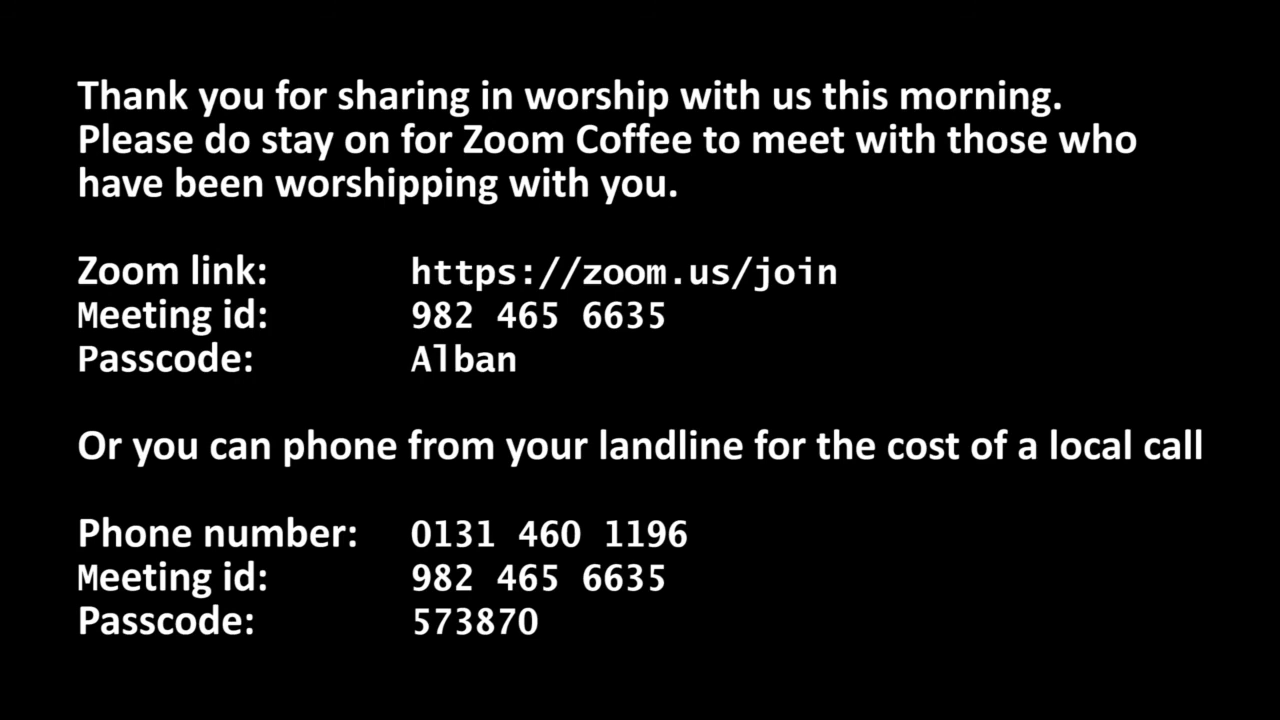 Thank you for sharing in worship with us this morning.
Please do stay on for Zoom Coffee to meet with those who
have been worshipping with you.
Zoom link: https://zoom.us/join
Meeting id: 982 465 6635
Passcode: Alban
Or you can phone from your landline for the cost of a local call
Phone number: 0131 460 1196
Meeting id: 982 465 6635
Passcode: 573870